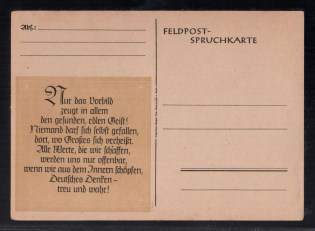 Abs.:
FELDPOST-
SPRUCHKARTE
Nur das Vorbild
zeugt in allem
den gesunden, edlen Geist!
Niemand darf sich selbst gefallen,
dort, wo Großes sich verheißt.
Alle Werte, die wir schaffen,
werden uns nur offenbar,
wenn wir aus dem Innern schöpfen,
Deutsches Denken –
treu und wahr!